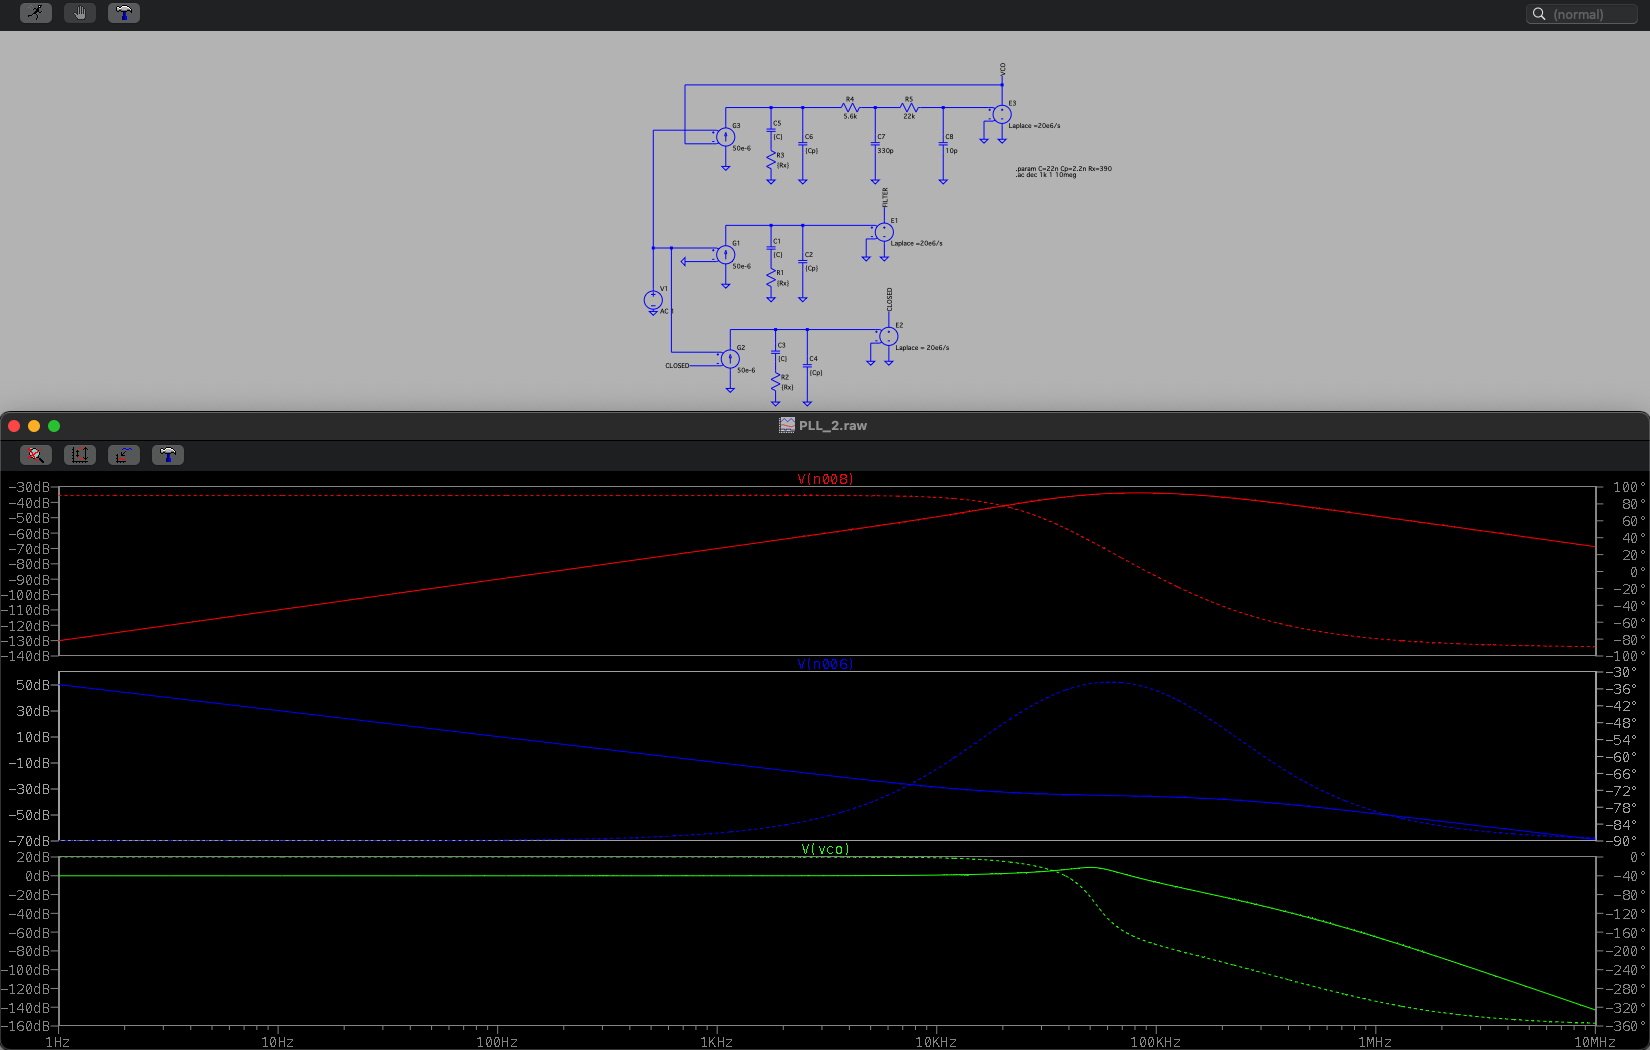 (normal)
VCO
R4
R5
E3
5.6k
22k
Laplace =20e6/s
G3
50e-6
C5
{C}
R3
{Rx}
C6
{Cp}
C7
330p
C8
10p
.param C=22n Cp=2.2n Rx=390
.ac dec 1k 1 10meg
FILTER
E1
Laplace =20e6/s
G1
50e-6
C1
{C}
R1
{Rx}
C2
{Cp}
V1
AC 1
CLOSED
E2
Laplace = 20e6/s
G2
50e-6
CLOSED
C3
{C}
R2
{Rx}
C4
{Cp}
PLL_2.raw
V(n008)
-30dB
-40dB
-50dB
-60dB
-70dB
-80dB
-90dB
-100dB
-110dB
-120dB
-130dB
-140dB
100°
80°
60°
40°
20°
0°
-20°
-40°
-60°
-80°
-100°
V(n006)
50dB
30dB
10dB
-10dB
-30dB
-50dB
-70dB
-30°
-36°
-42°
-48°
-54°
-60°
-66°
-72°
-78°
-84°
-90°
V(vco)
20dB
0dB
-20dB
-40dB
-60dB
-80dB
-100dB
-120dB
-140dB
-160dB
0°
-40°
-80°
-120°
-160°
-200°
-240°
-280°
-320°
-360°
1Hz
10Hz
100Hz
1KHz
10KHz
100KHz
1MHz
10MHz